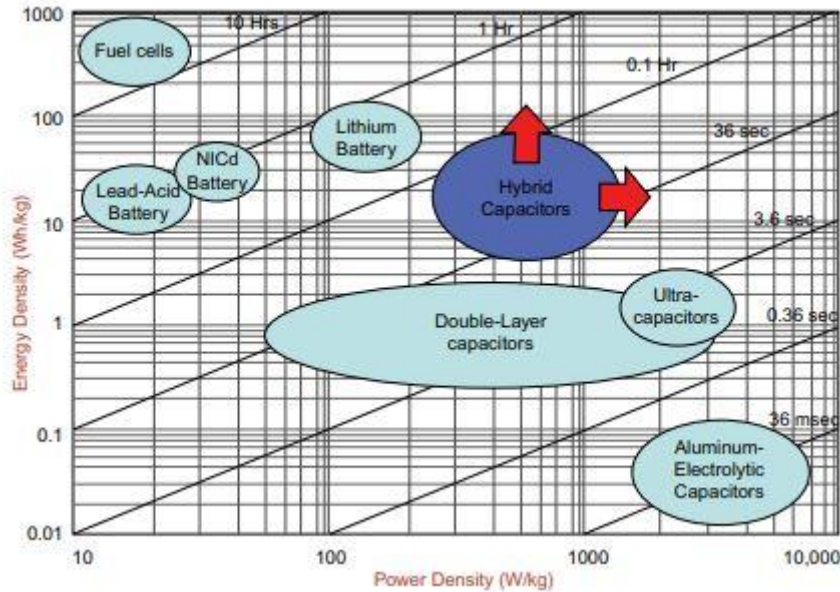 1000
100
10
1
0.1
0.01
Energy Density (Wh/kg)
10 Hrs
1 Hr
0.1 Hr
36 sec
3.6 sec
0.36 sec
36 msec
Fuel cells
Lithium
Battery
NICd
Battery
Lead-Acid
Battery
Hybrid
Capacitors
Ultra-
capacitors
Double-Layer
capacitors
Aluminum-
Electrolytic
Capacitors
10
100
1000
10,000
Power Density (W/kg)